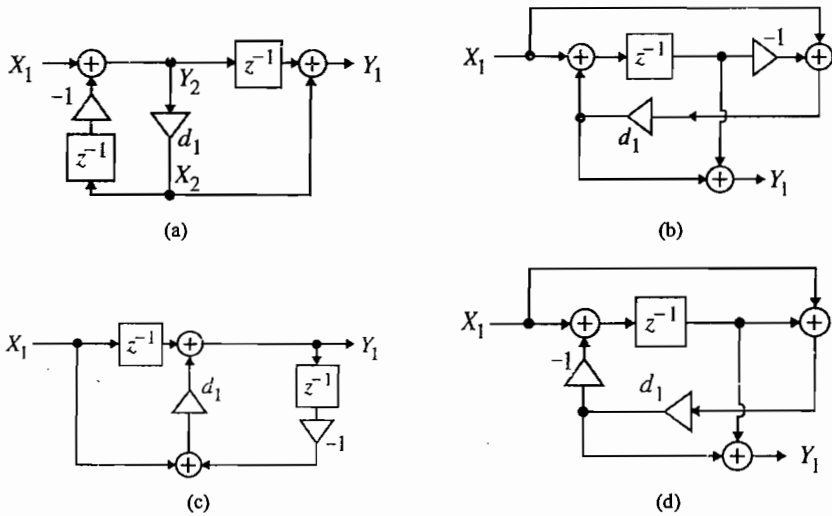 X₁ + Y₂ z⁻¹ + Y₁
−1
d₁
z⁻¹
X₂
(a)
X₁ + z⁻¹ −1 +
d₁
+ Y₁
(b)
X₁ z⁻¹ + Y₁
d₁ z⁻¹
−1
+
(c)
X₁ + z⁻¹ +
−1 d₁
+ Y₁
(d)